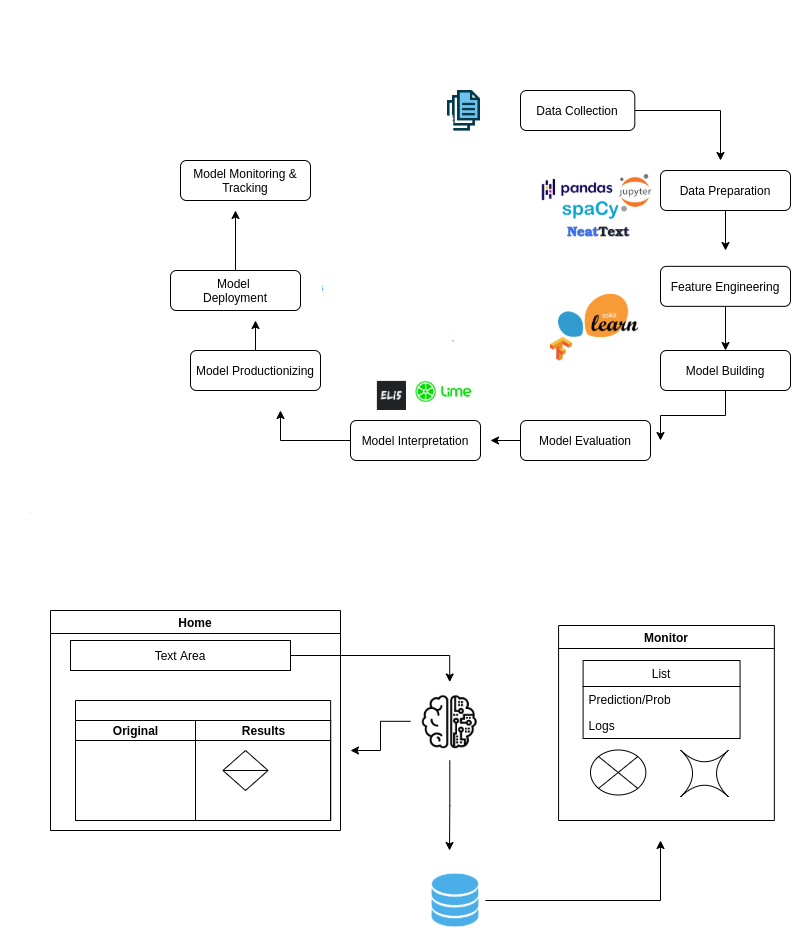 Data Collection
Model Monitoring &
Tracking
pandas
jupyter
Data Preparation
spaCy
NeatText
Model
Deployment
Feature Engineering
scikit
learn
Model Productionizing
Model Building
ELI5
Lime
Model Interpretation
Model Evaluation
Home
Text Area
Original
Results
Monitor
List
Prediction/Prob
Logs